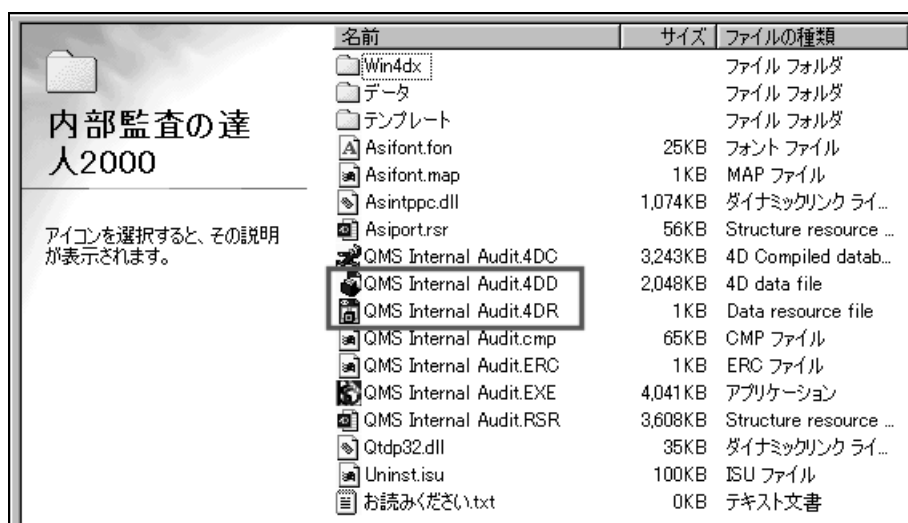 内部監査の達
人2000
アイコンを選択すると、その説明
が表示されます。
名前 サイズ ファイルの種類
Win4dx ファイル フォルダ
データ ファイル フォルダ
テンプレート ファイル フォルダ
Asifont.fon 25KB フォント ファイル
Asifont.map 1KB MAP ファイル
Asintppc.dll 1,074KB ダイナミックリンク ライ...
Asiport.rsr 56KB Structure resource ...
QMS Internal Audit.4DC 3,243KB 4D Compiled datab...
QMS Internal Audit.4DD 2,048KB 4D data file
QMS Internal Audit.4DR 1KB Data resource file
QMS Internal Audit.cmp 65KB CMP ファイル
QMS Internal Audit.ERC 1KB ERC ファイル
QMS Internal Audit.EXE 4,041KB アプリケーション
QMS Internal Audit.RSR 3,608KB Structure resource ...
Qtdp32.dll 35KB ダイナミックリンク ライ...
Uninst.isu 100KB ISU ファイル
お読みください.txt 0KB テキスト文書